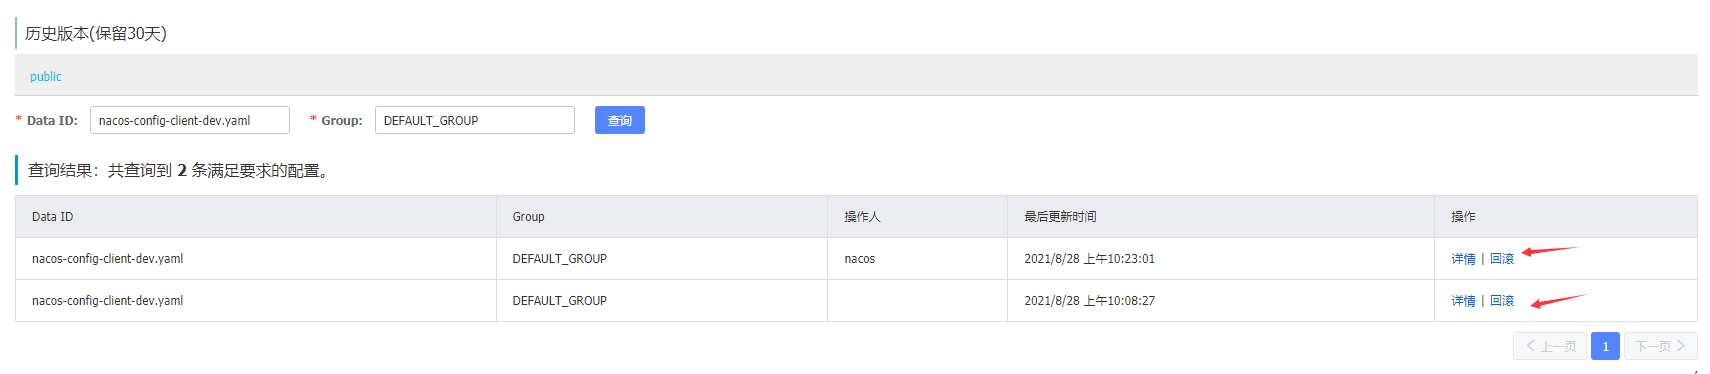 历史版本(保留30天)
public
* Data ID: nacos-config-client-dev.yaml * Group: DEFAULT_GROUP 查询
查询结果：共查询到 2 条满足要求的配置。
Data ID Group 操作人 最后更新时间 操作
nacos-config-client-dev.yaml DEFAULT_GROUP nacos 2021/8/28 上午10:23:01 详情 | 回滚
nacos-config-client-dev.yaml DEFAULT_GROUP 2021/8/28 上午10:08:27 详情 | 回滚
上一页 1 下一页